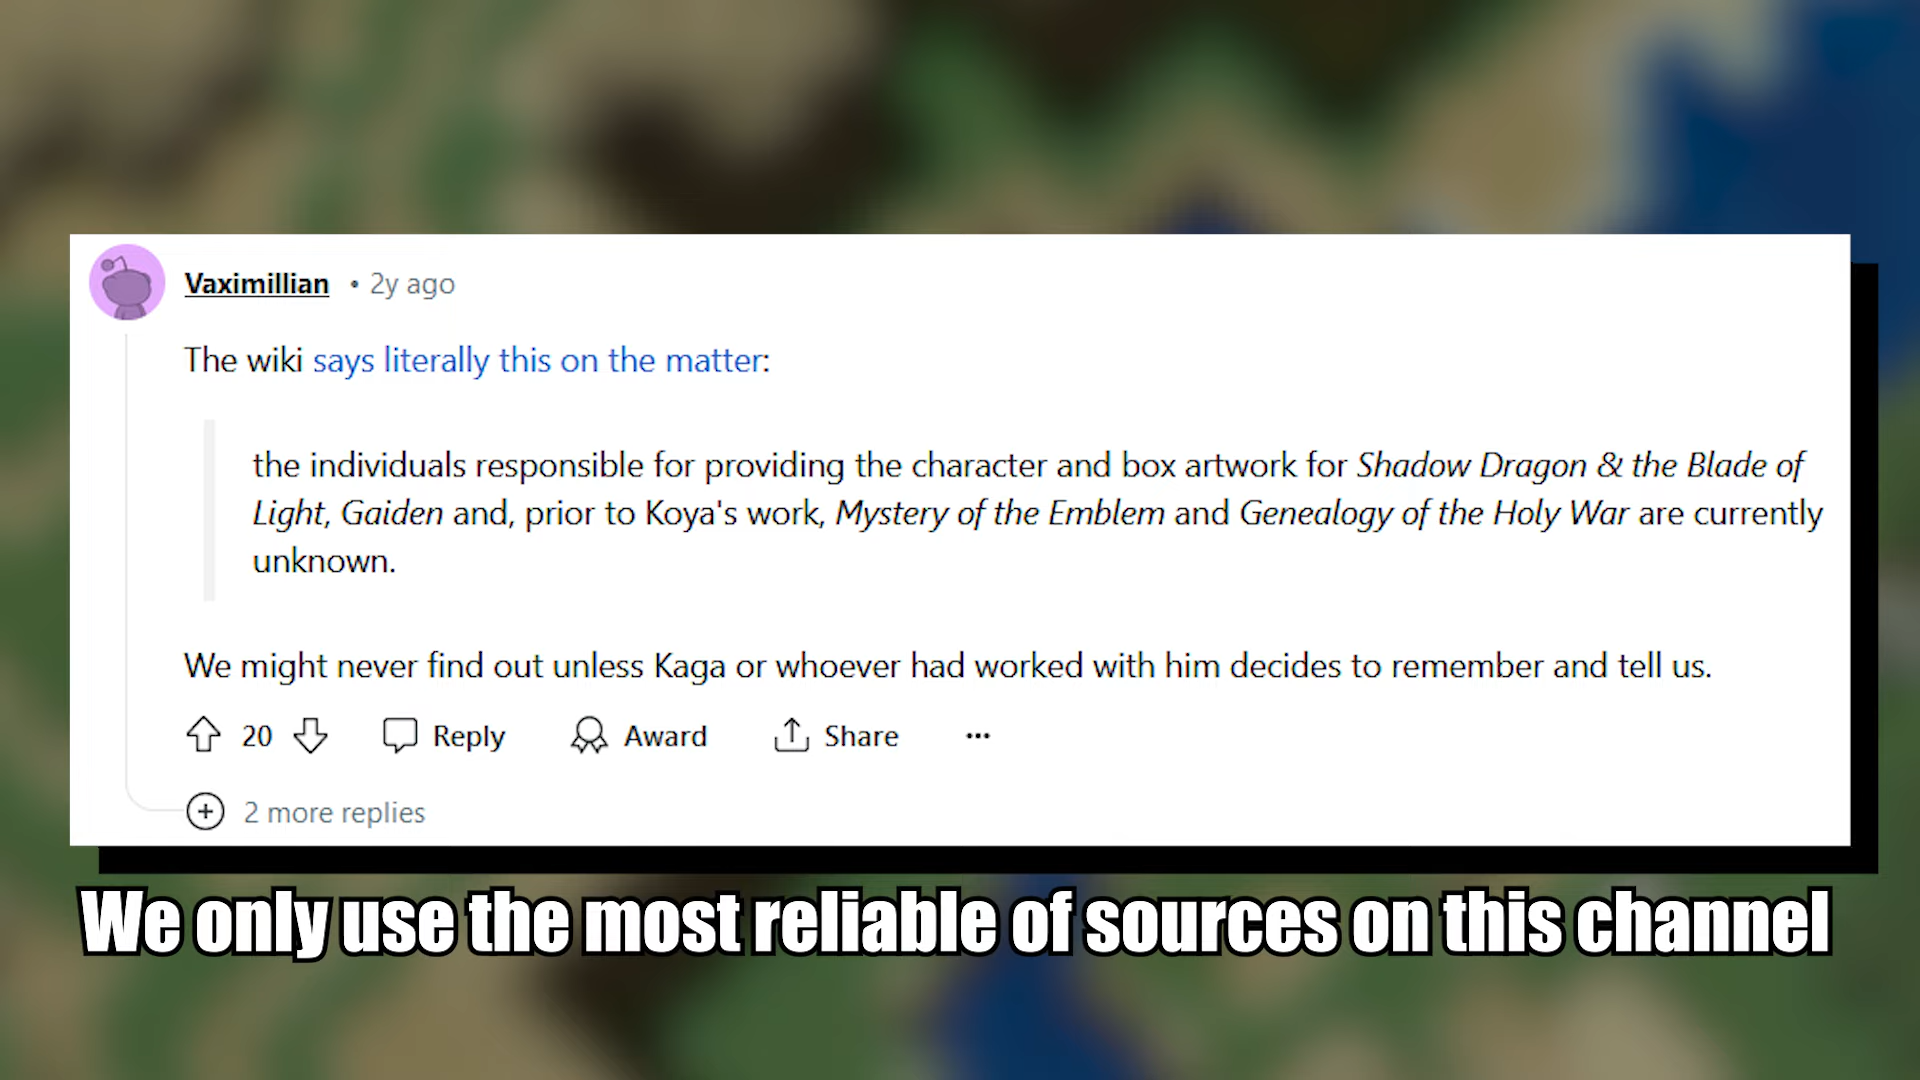 Vaximillian • 2y ago
The wiki says literally this on the matter:
the individuals responsible for providing the character and box artwork for Shadow Dragon & the Blade of
Light, Gaiden and, prior to Koya's work, Mystery of the Emblem and Genealogy of the Holy War are currently
unknown.
We might never find out unless Kaga or whoever had worked with him decides to remember and tell us.
20 Reply Award Share ...
2 more replies
We only use the most reliable of sources on this channel